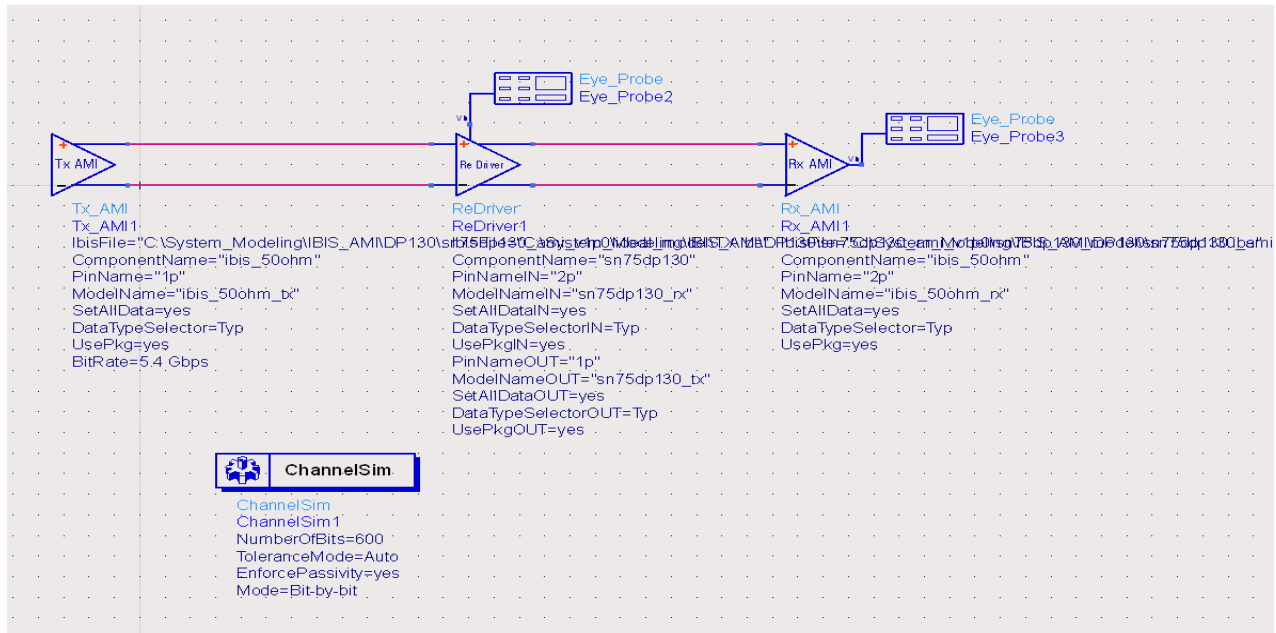 Eye_Probe
Eye_Probe2
Eye_Probe
Eye_Probe3
+
+
+
Tx AMI
Re Driver
Rx AMI
Tx_AMI
Tx_AMI1
IbisFile="C:\System_Modeling\IBIS_AMI\DP130\
ComponentName="ibis_50ohm"
PinName="1p"
ModelName="ibis_50ohm_tx"
SetAllData=yes
DataTypeSelector=Typ
UsePkg=yes
BitRate=5.4 Gbps
ReDriver
ReDriver1
ComponentName="sn75dp130"
PinNameIN="2p"
ModelNameIN="sn75dp130_rx"
SetAllDataIN=yes
DataTypeSelectorIN=Typ
UsePkgIN=yes
PinNameOUT="1p"
ModelNameOUT="sn75dp130_tx"
SetAllDataOUT=yes
DataTypeSelectorOUT=Typ
UsePkgOUT=yes
Rx_AMI
Rx_AMI1
ComponentName="ibis_50ohm"
PinName="2p"
ModelName="ibis_50ohm_rx"
SetAllData=yes
DataTypeSelector=Typ
UsePkg=yes
ChannelSim
ChannelSim
ChannelSim1
NumberOfBits=600
ToleranceMode=Auto
EnforcePassivity=yes
Mode=Bit-by-bit